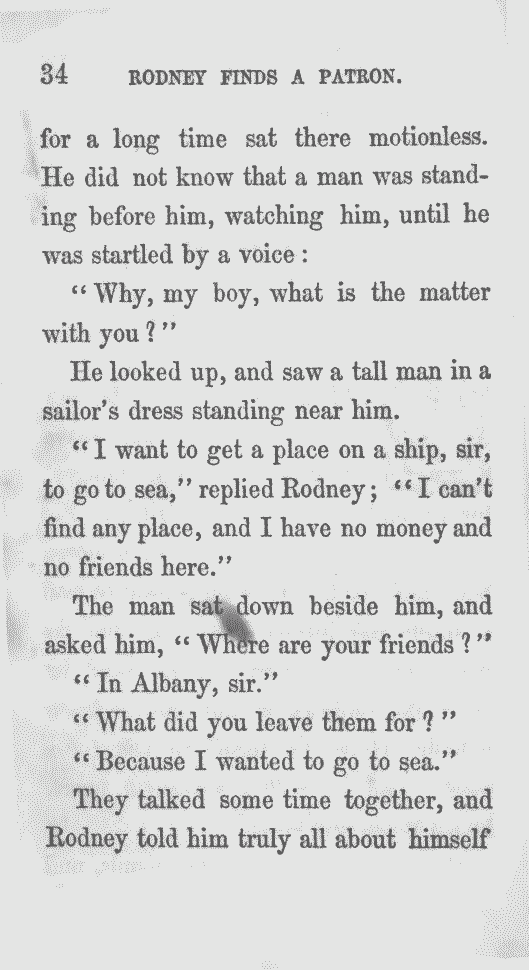 34 RODNEY FINDS A PATRON.
for a long time sat there motionless.
He did not know that a man was stand-
ing before him, watching him, until he
was startled by a voice :
“ Why, my boy, what is the matter
with you ? ”
He looked up, and saw a tall man in a
sailor’s dress standing near him.
“ I want to get a place on a ship, sir,
to go to sea,” replied Rodney; “ I can’t
find any place, and I have no money and
no friends here.”
The man sat down beside him, and
asked him, “ Where are your friends ? ”
“ In Albany, sir.”
“ What did you leave them for ? ”
“ Because I wanted to go to sea.”
They talked some time together, and
Rodney told him truly all about himself